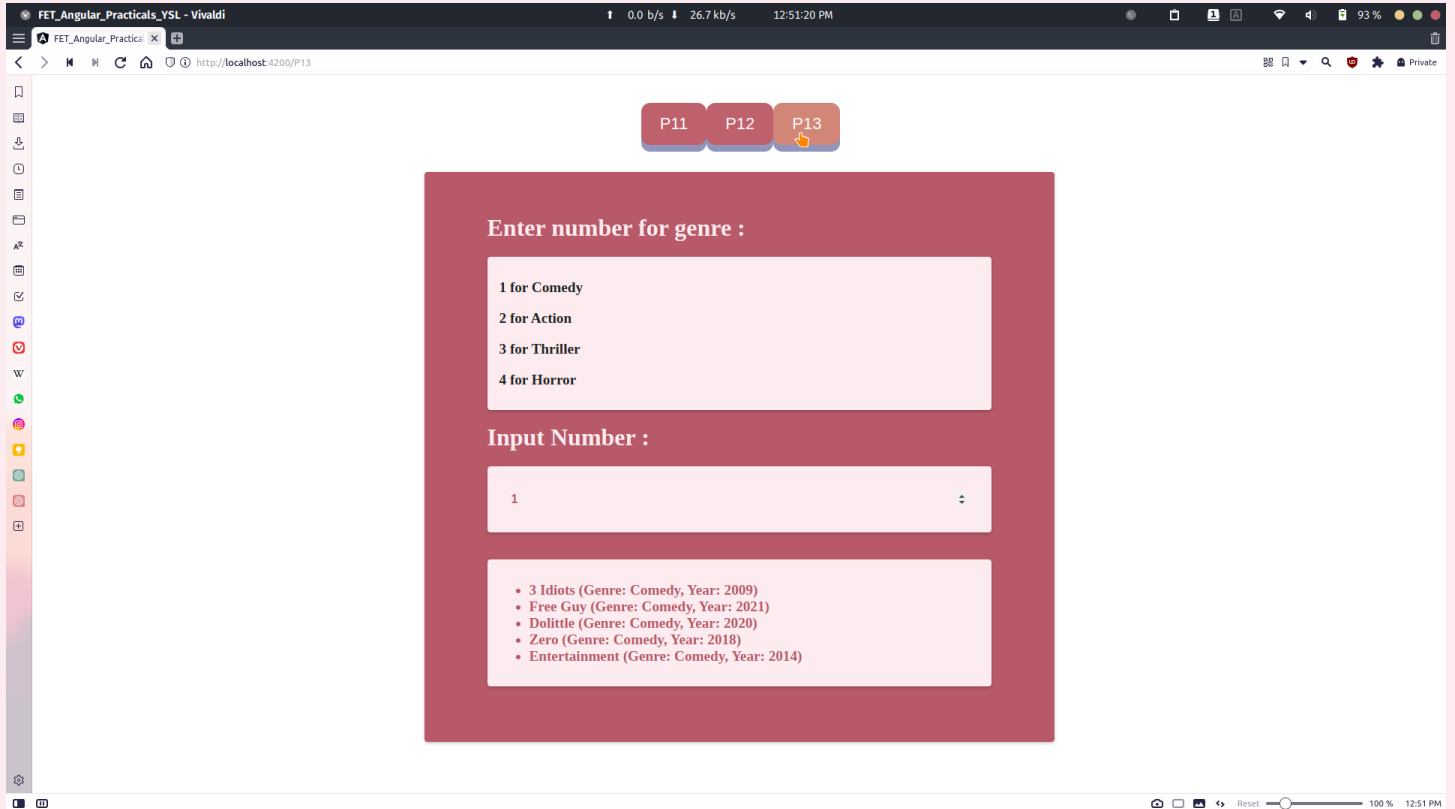 FET_Angular_Practicals_YSL - Vivaldi
0.0 b/s 26.7 kb/s
12:51:20 PM
1
A
93 %
FET_Angular_Practica
http://localhost:4200/P13
Private
P11
P12
P13
Enter number for genre :
1 for Comedy
2 for Action
3 for Thriller
4 for Horror
Input Number :
1
3 Idiots (Genre: Comedy, Year: 2009)
Free Guy (Genre: Comedy, Year: 2021)
Dolittle (Genre: Comedy, Year: 2020)
Zero (Genre: Comedy, Year: 2018)
Entertainment (Genre: Comedy, Year: 2014)
Reset
100 %
12:51 PM